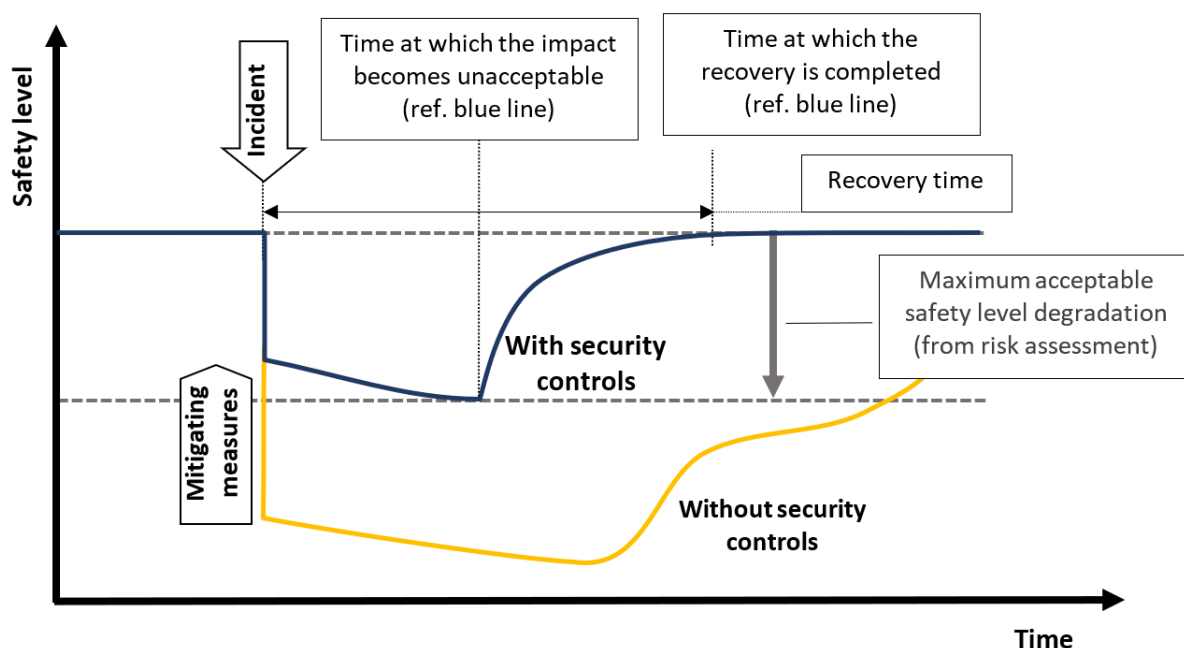 Safety level
Incident
Time at which the impact
becomes unacceptable
(ref. blue line)
Time at which the
recovery is completed
(ref. blue line)
Recovery time
Maximum acceptable
safety level degradation
(from risk assessment)
With security
controls
Mitigating
measures
Without security
controls
Time